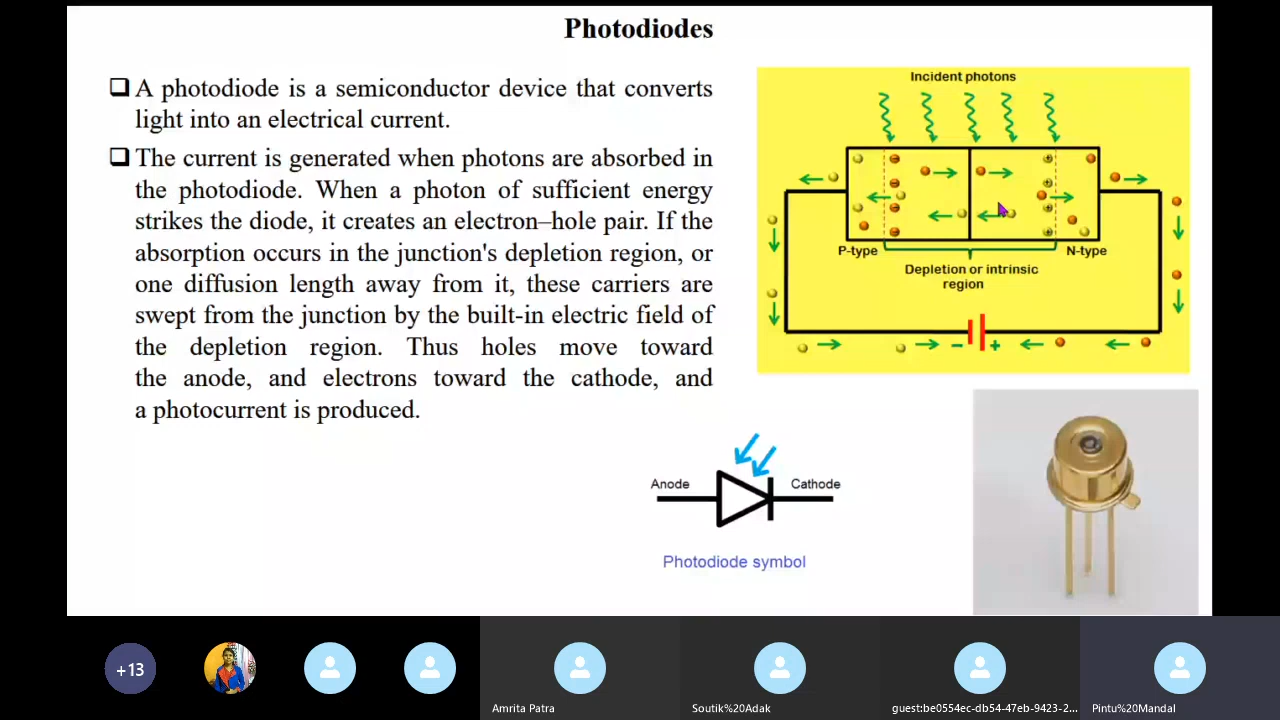 Photodiodes
A photodiode is a semiconductor device that converts
light into an electrical current.
The current is generated when photons are absorbed in
the photodiode. When a photon of sufficient energy
strikes the diode, it creates an electron–hole pair. If the
absorption occurs in the junction's depletion region, or
one diffusion length away from it, these carriers are
swept from the junction by the built-in electric field of
the depletion region. Thus holes move toward
the anode, and electrons toward the cathode, and
a photocurrent is produced.
Incident photons
P-type
N-type
Depletion or intrinsic
region
- +
Anode
Cathode
Photodiode symbol
+13
Amrita Patra
Soutik%20Adak
guest:be0554ec-db54-47eb-9423-2...
Pintu%20Mandal